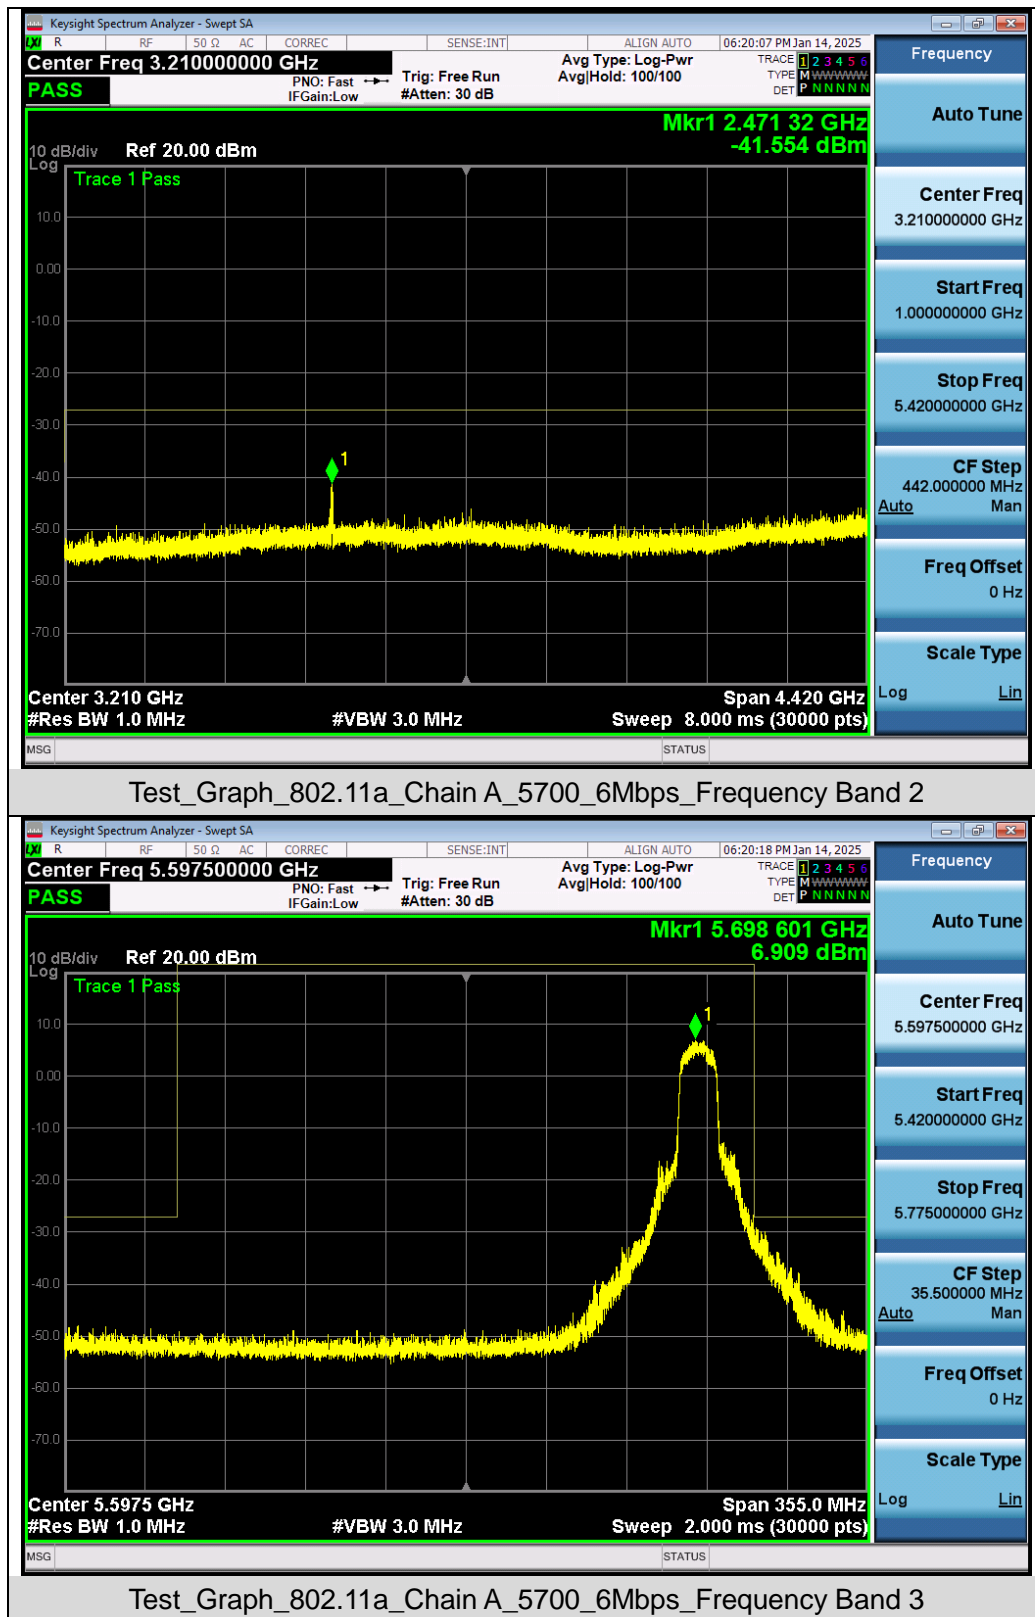 Keysight Spectrum Analyzer - Swept SA
LXI R RF 50 Ω AC CORREC SENSE:INT ALIGN AUTO 06:20:07 PM Jan 14, 2025
Center Freq 3.210000000 GHz
PASS
PNO: Fast
IFGain:Low
Trig: Free Run
#Atten: 30 dB
Avg Type: Log-Pwr
Avg|Hold: 100/100
TRACE 1 2 3 4 5 6
TYPE M WWWWW
DET P N N N N N
Frequency
Mkr1 2.471 32 GHz
-41.554 dBm
10 dB/div
Log
Ref 20.00 dBm
Trace 1 Pass
10.0
0.00
-10.0
-20.0
-30.0
-40.0
-50.0
-60.0
-70.0
1
Center 3.210 GHz
Span 4.420 GHz
#Res BW 1.0 MHz
#VBW 3.0 MHz
Sweep 8.000 ms (30000 pts)
MSG
STATUS
Auto Tune
Center Freq
3.210000000 GHz
Start Freq
1.000000000 GHz
Stop Freq
5.420000000 GHz
CF Step
442.000000 MHz
Auto Man
Freq Offset
0 Hz
Scale Type
Log Lin
Test_Graph_802.11a_Chain A_5700_6Mbps_Frequency Band 2
Keysight Spectrum Analyzer - Swept SA
LXI R RF 50 Ω AC CORREC SENSE:INT ALIGN AUTO 06:20:18 PM Jan 14, 2025
Center Freq 5.597500000 GHz
PASS
PNO: Fast
IFGain:Low
Trig: Free Run
#Atten: 30 dB
Avg Type: Log-Pwr
Avg|Hold: 100/100
TRACE 1 2 3 4 5 6
TYPE M WWWWW
DET P N N N N N
Frequency
Mkr1 5.698 601 GHz
6.909 dBm
10 dB/div
Log
Ref 20.00 dBm
Trace 1 Pass
10.0
0.00
-10.0
-20.0
-30.0
-40.0
-50.0
-60.0
-70.0
1
Center 5.5975 GHz
Span 355.0 MHz
#Res BW 1.0 MHz
#VBW 3.0 MHz
Sweep 2.000 ms (30000 pts)
MSG
STATUS
Auto Tune
Center Freq
5.597500000 GHz
Start Freq
5.420000000 GHz
Stop Freq
5.775000000 GHz
CF Step
35.500000 MHz
Auto Man
Freq Offset
0 Hz
Scale Type
Log Lin
Test_Graph_802.11a_Chain A_5700_6Mbps_Frequency Band 3